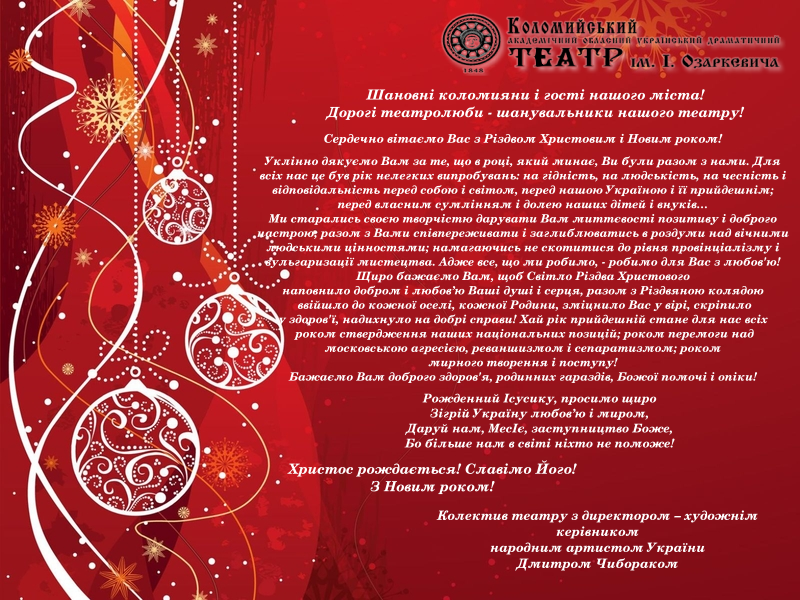 Коломийський
академічний обласний український драматичний
ТЕАТР ім. І. Озаркевича
1848
Шановні коломияни і гості нашого міста!
Дорогі театролюби - шанувальники нашого театру!
Сердечно вітаємо Вас з Різдвом Христовим і Новим роком!
Уклінно дякуємо Вам за те, що в році, який минає, Ви були разом з нами. Для
всіх нас це був рік нелегких випробувань: на гідність, на людськість, на чесність і
відповідальність перед собою і світом, перед нашою Україною і її прийдешнім;
перед власним сумлінням і долею наших дітей і внуків...
Ми старались своєю творчістю дарувати Вам миттєвості позитиву і доброго
настрою; разом з Вами співпереживати і заглиблюватись в роздуми над вічними
людськими цінностями; намагаючись не скотитися до рівня провінціалізму і
вульгаризації мистецтва. Адже все, що ми робимо, - робимо для Вас з любов'ю!
Щиро бажаємо Вам, щоб Світло Різдва Христового
наповнило добром і любов'ю Ваші душі і серця, разом з Різдвяною колядою
ввійшло до кожної оселі, кожної Родини, зміцнило Вас у вірі, скріпило
у здоров'ї, надихнуло на добрі справи! Хай рік прийдешній стане для нас всіх
роком ствердження наших національних позицій; роком перемоги над
московською агресією, реваншизмом і сепаратизмом; роком
мирного творення і поступу!
Бажаємо Вам доброго здоров'я, родинних гараздів, Божої помочі і опіки!
Рожденний Ісусику, просимо щиро
Зігрій Україну любов'ю і миром,
Даруй нам, МесІє, заступництво Боже,
Бо більше нам в світі ніхто не поможе!
Христос рождається! Славімо Його!
З Новим роком!
Колектив театру з директором – художнім
керівником
народним артистом України
Дмитром Чибораком